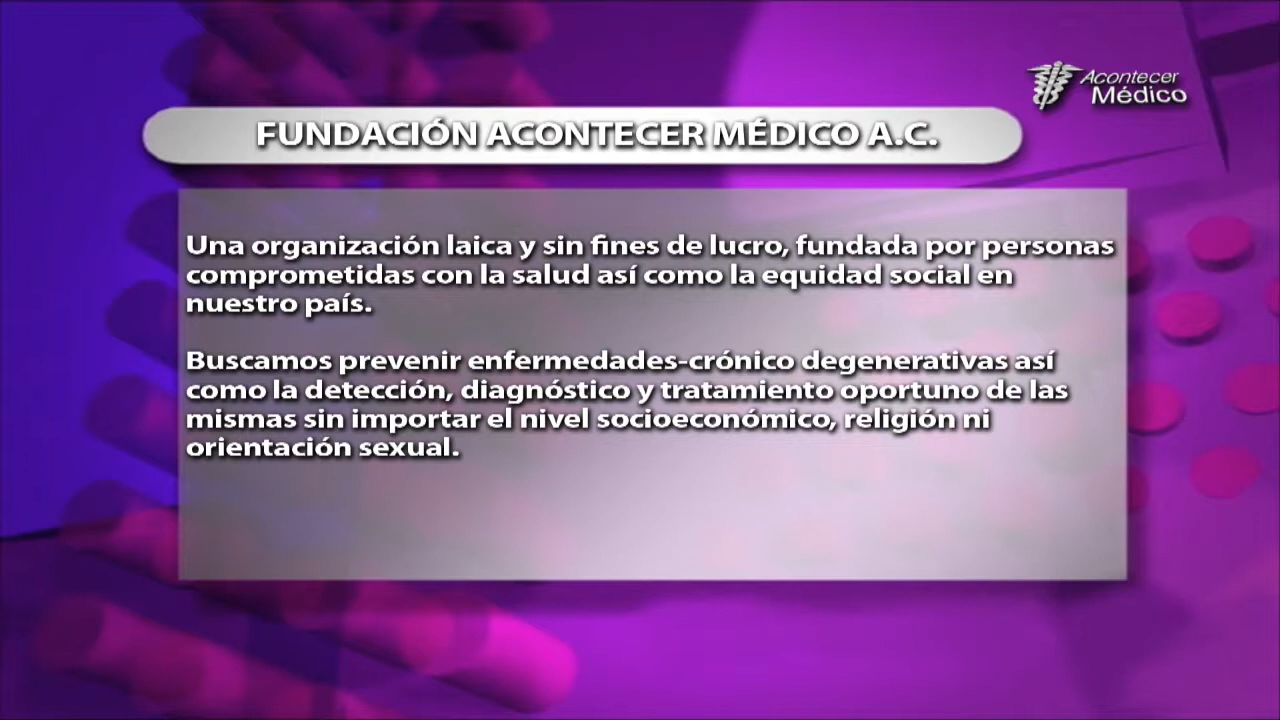 Acontecer
Médico
FUNDACIÓN ACONTECER MÉDICO A.C.
Una organización laica y sin fines de lucro, fundada por personas
comprometidas con la salud así como la equidad social en
nuestro país.
Buscamos prevenir enfermedades-crónico degenerativas así
como la detección, diagnóstico y tratamiento oportuno de las
mismas sin importar el nivel socioeconómico, religión ni
orientación sexual.